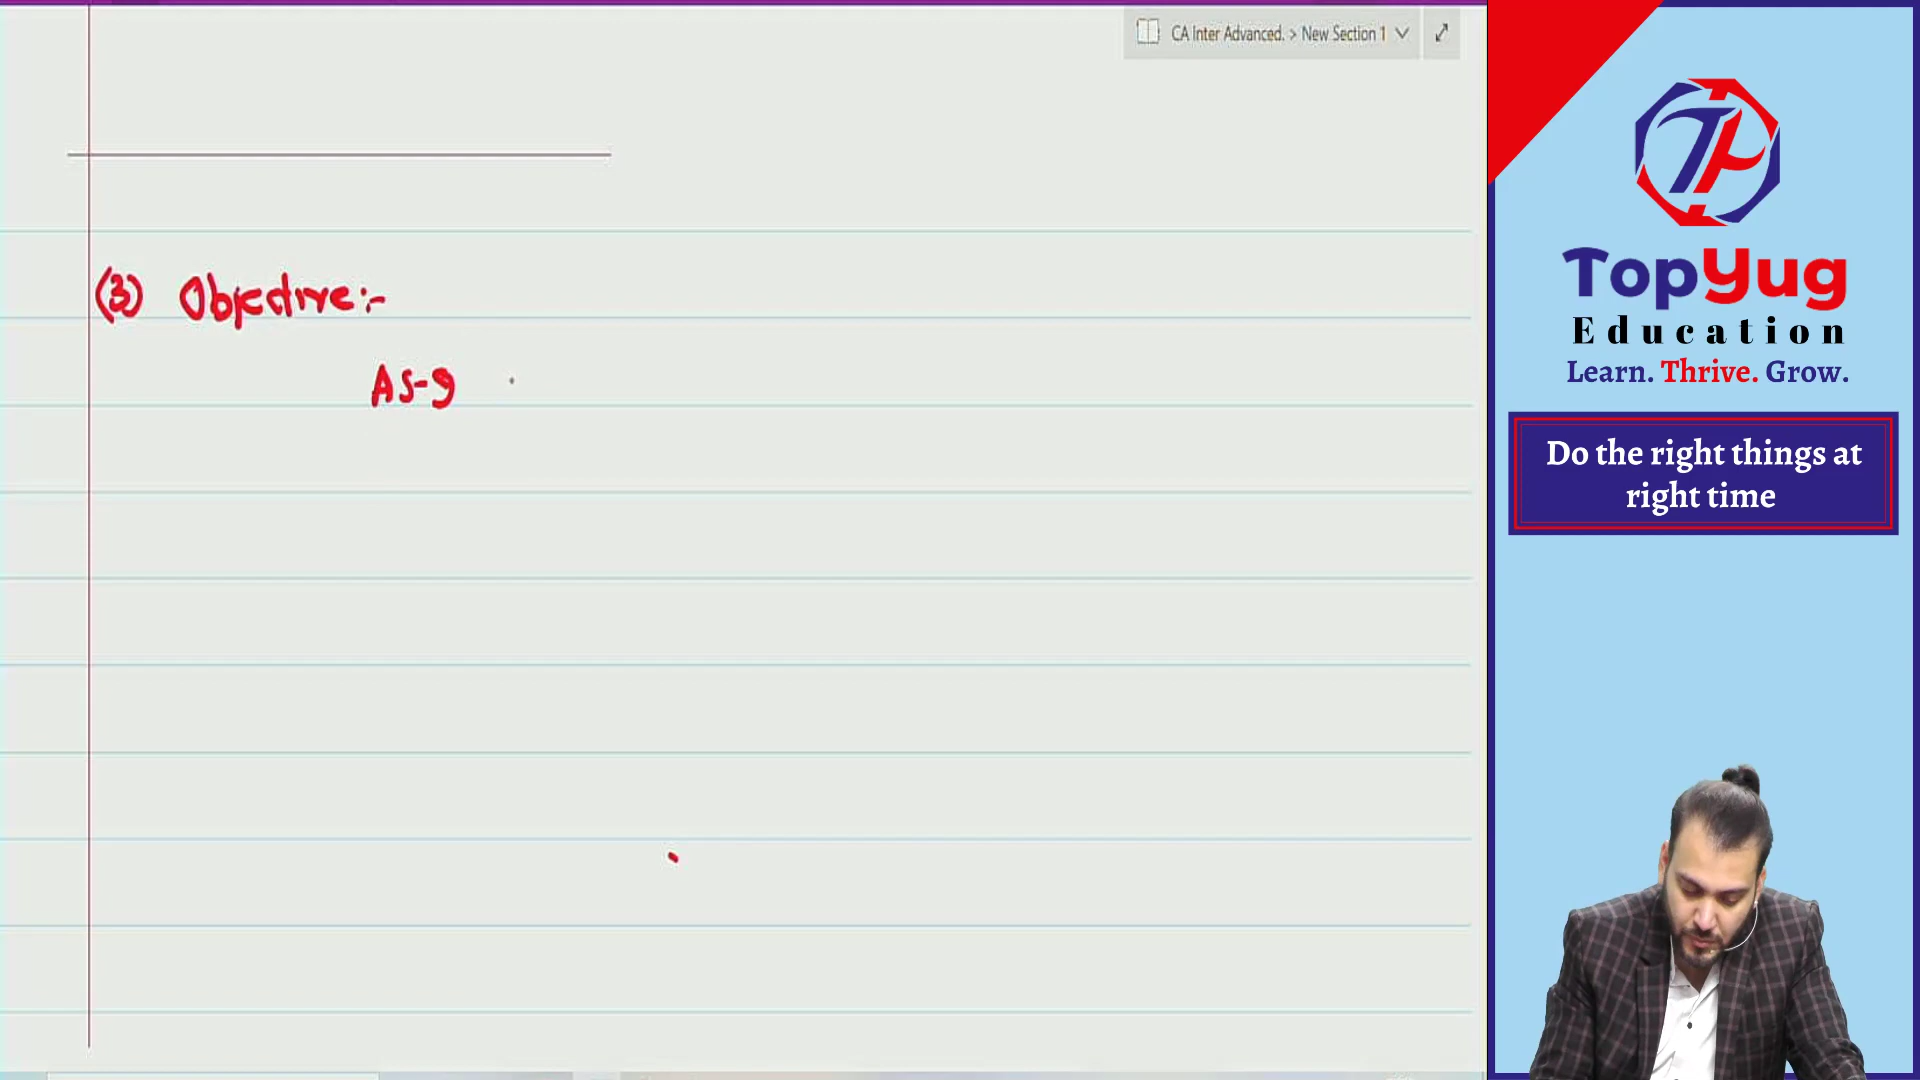 CA Inter Advanced. > New Section 1
(3) Objective:-
AS-9
TopYug
Education
Learn. Thrive. Grow.
Do the right things at
right time